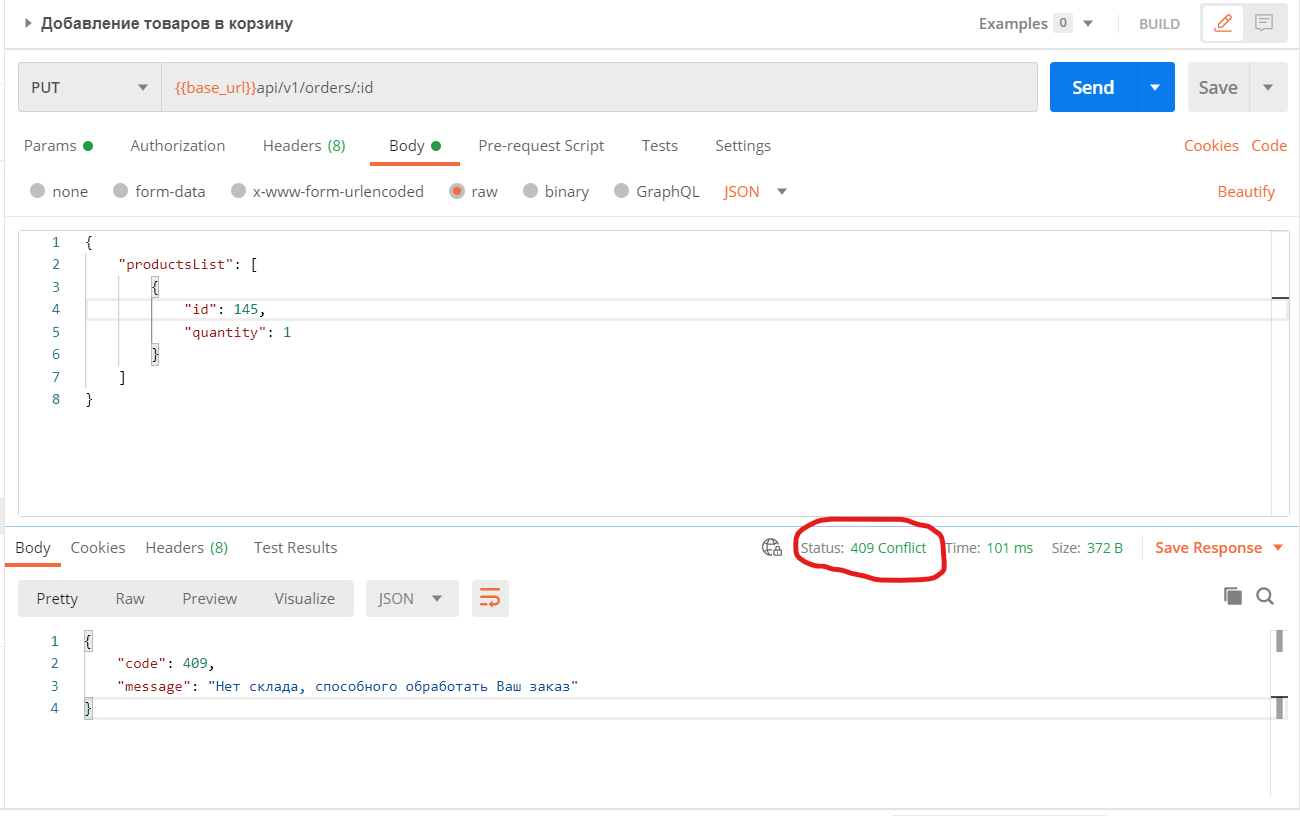 Добавление товаров в корзину Examples 0 BUILD
PUT {{base_url}}api/v1/orders/:id Send Save
Params Authorization Headers (8) Body Pre-request Script Tests Settings Cookies Code
none form-data x-www-form-urlencoded raw binary GraphQL JSON Beautify
1 {
2 "productsList": [
3 {
4 "id": 145,
5 "quantity": 1
6 }
7 ]
8 }
Body Cookies Headers (8) Test Results Status: 409 Conflict Time: 101 ms Size: 372 B Save Response
Pretty Raw Preview Visualize JSON
1 {
2 "code": 409,
3 "message": "Нет склада, способного обработать Ваш заказ"
4 }